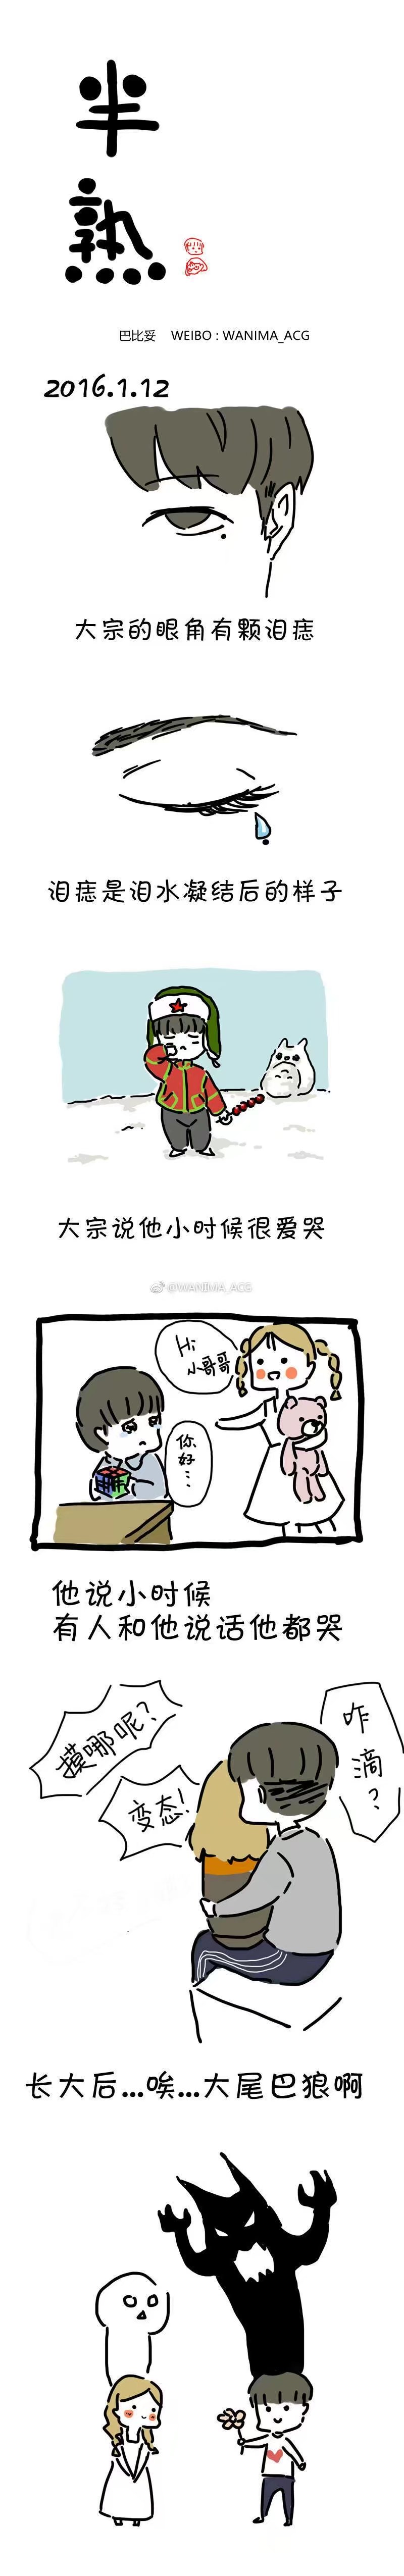 半
熟
巴比妥 WEIBO : WANIMA_ACG
2016.1.12
大宗的眼角有颗泪痣
泪痣是泪水凝结后的样子
大宗说他小时候很爱哭
@WANIMA_ACG
Hi
小哥哥
你
好...
他说小时候
有人和他说话他都哭
摸哪呢？
变态！
咋
滴
？
长大后...唉...大尾巴狼啊